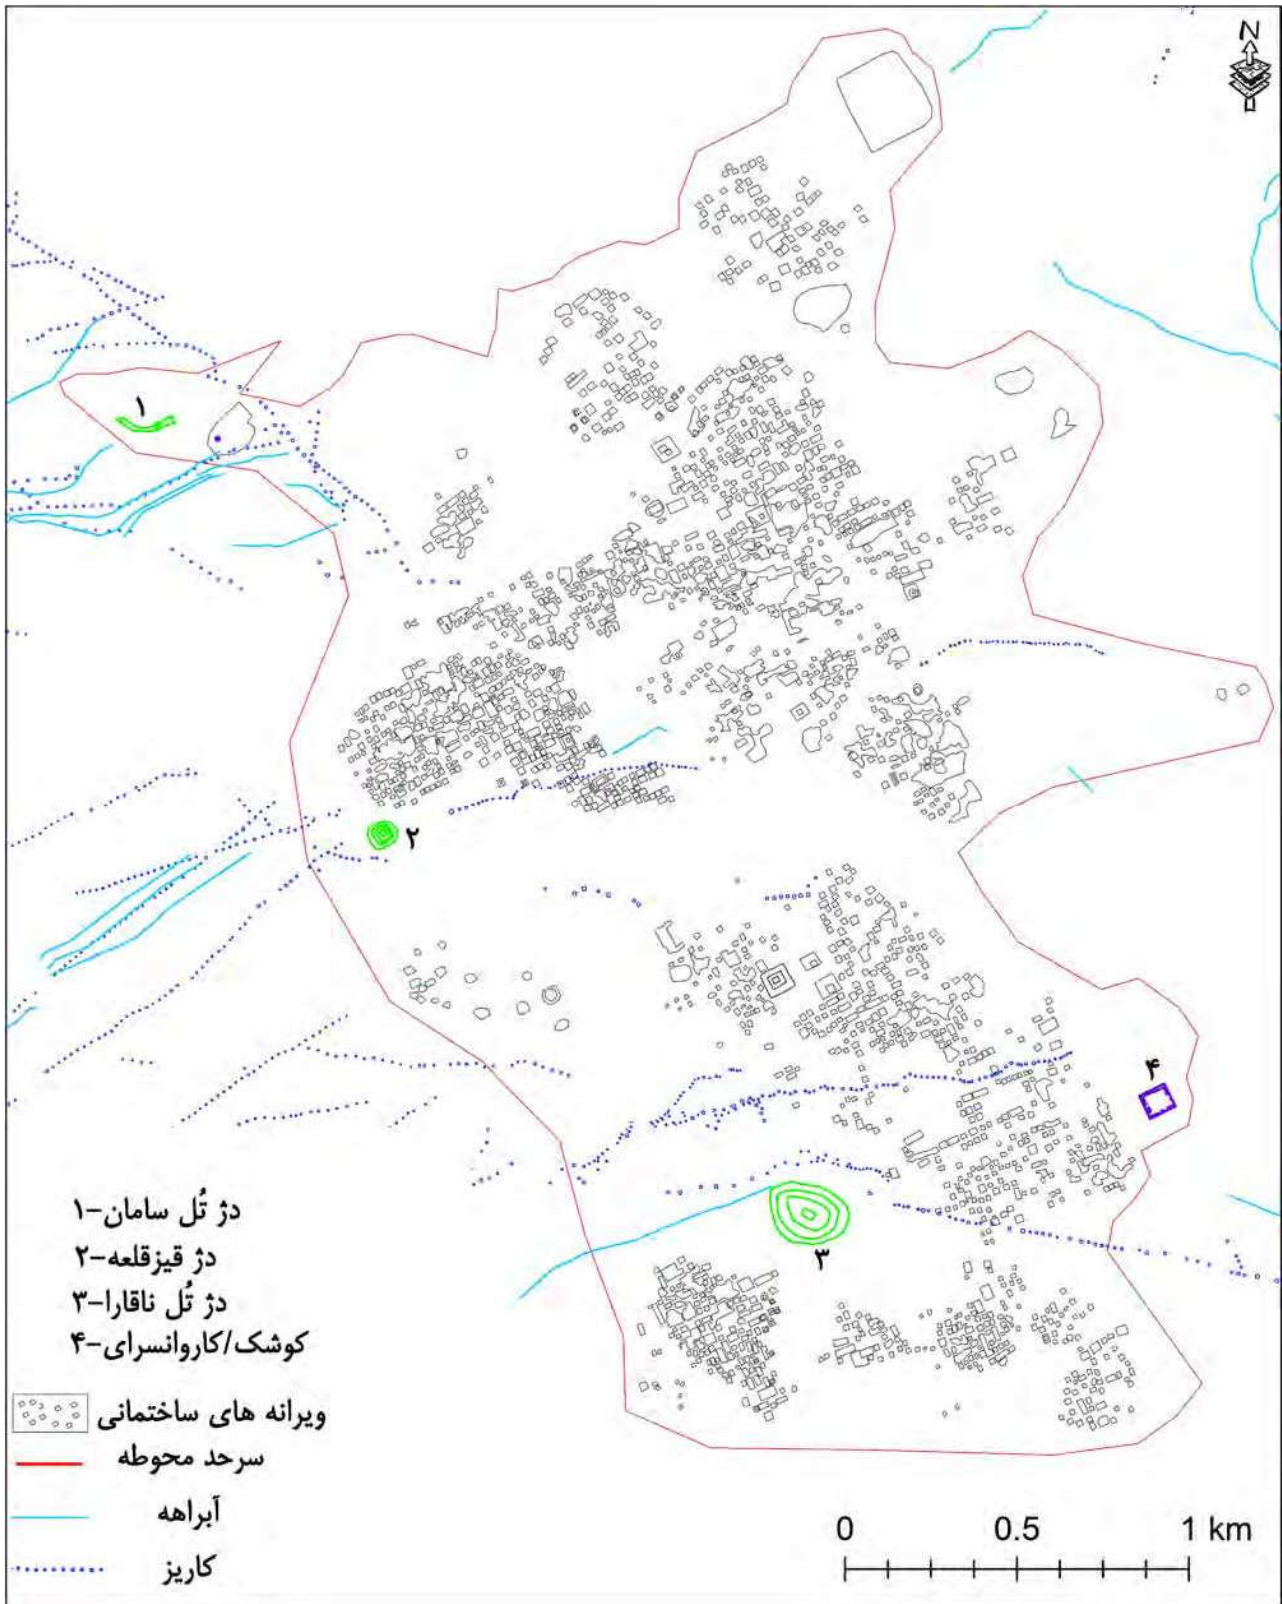 N
۱
۲
۴
۳
۱-دژ تُل سامان
۲-دژ قیزقلعه
۳-دژ تُل ناقارا
۴-کوشک/کاروانسرای
ویرانه های ساختمانی
سرحد محوطه
آبراهه
کاریز
0 0.5 1 km